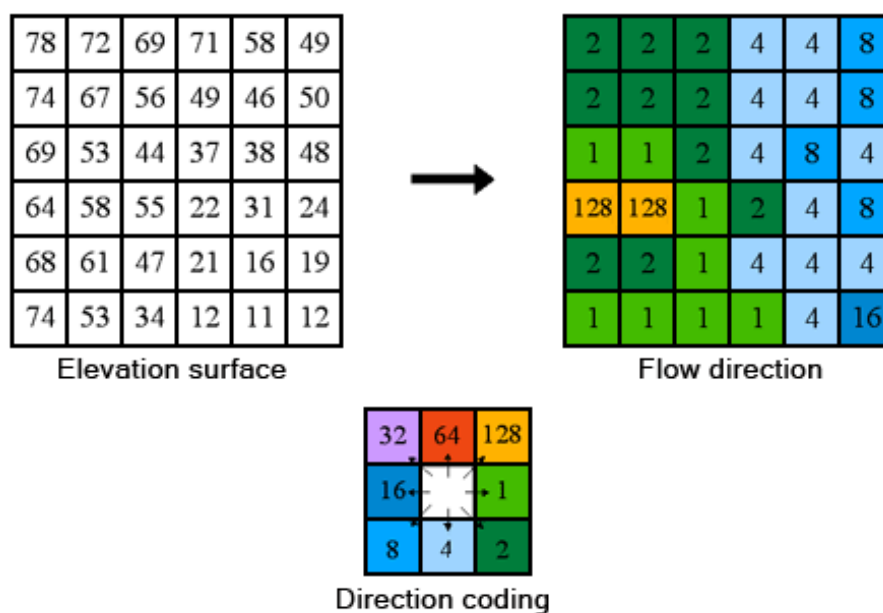 78 72 69 71 58 49
74 67 56 49 46 50
69 53 44 37 38 48
64 58 55 22 31 24
68 61 47 21 16 19
74 53 34 12 11 12
Elevation surface
2 2 2 4 4 8
2 2 2 4 4 8
1 1 2 4 8 4
128 128 1 2 4 8
2 2 1 4 4 4
1 1 1 1 4 16
Flow direction
32 64 128
16 1
8 4 2
Direction coding